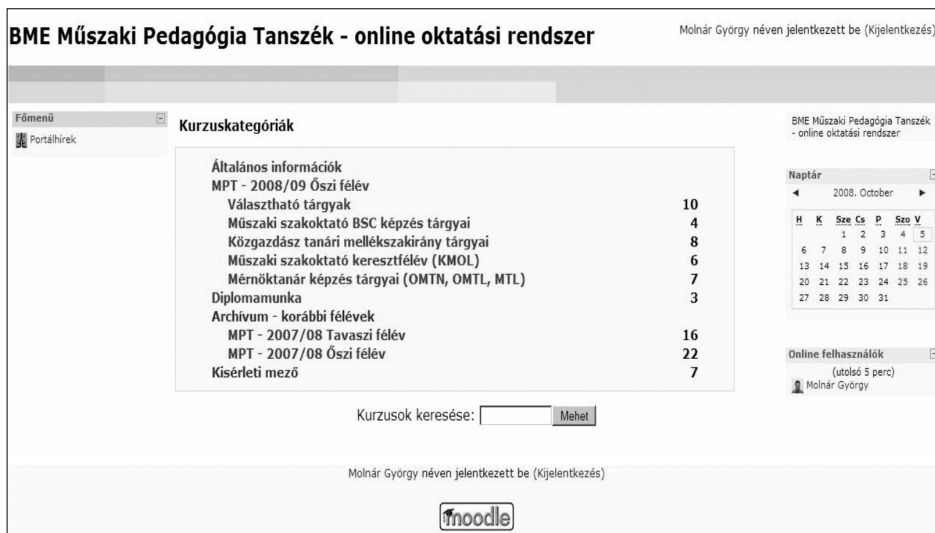 BME Műszaki Pedagógia Tanszék - online oktatási rendszer
Molnár György néven jelentkezett be (Kijelentkezés)
Főmenü
Portálhírek
Kurzuskategóriák
Általános információk
MPT - 2008/09 Őszi félév
Választható tárgyak 10
Műszaki szakoktató BSC képzés tárgyai 4
Közgazdász tanári mellékszakirány tárgyai 8
Műszaki szakoktató keresztfélév (KMOL) 6
Mérnöktanár képzés tárgyai (OMTN, OMTL, MTL) 7
Diplomamunka 3
Archívum - korábbi félévek
MPT - 2007/08 Tavaszi félév 16
MPT - 2007/08 Őszi félév 22
Kisérleti mező 7
Kurzusok keresése: Mehet
BME Műszaki Pedagógia Tanszék
- online oktatási rendszer
Naptár
◄ 2008. October ►
H K Sze Cs P Szo V
1 2 3 4 5
6 7 8 9 10 11 12
13 14 15 16 17 18 19
20 21 22 23 24 25 26
27 28 29 30 31
Online felhasználók
(utolsó 5 perc)
Molnár György
Molnár György néven jelentkezett be (Kijelentkezés)
moodle